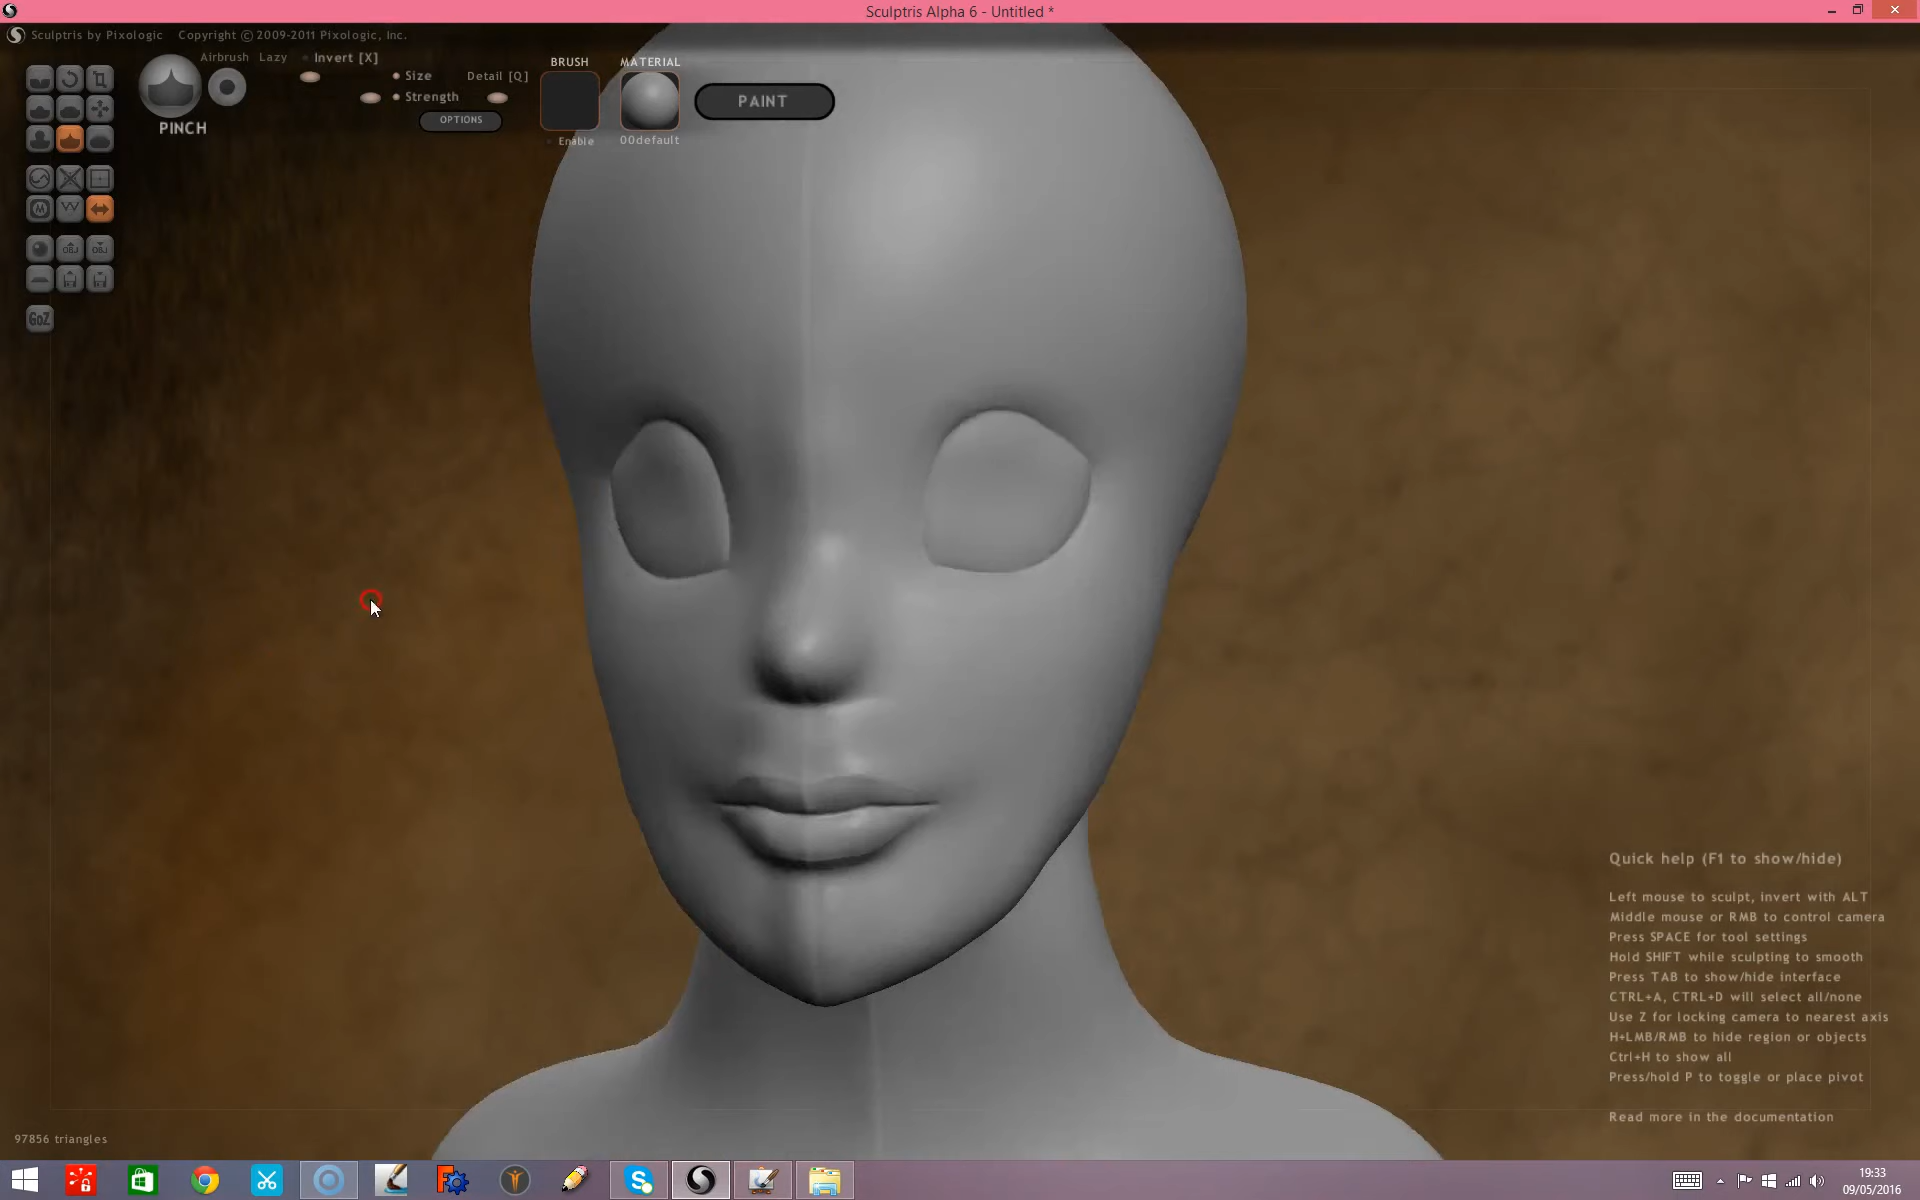 Sculptris Alpha 6 - Untitled *
Sculptris by Pixologic Copyright © 2009-2011 Pixologic, Inc.
Airbrush Lazy Invert [X]
Size Detail [Q]
Strength
OPTIONS
PINCH
BRUSH
Enable
MATERIAL
00default
PAINT
OBJ OBJ
GoZ
Quick help (F1 to show/hide)
Left mouse to sculpt, invert with ALT
Middle mouse or RMB to control camera
Press SPACE for tool settings
Hold SHIFT while sculpting to smooth
Press TAB to show/hide interface
CTRL+A, CTRL+D will select all/none
Use Z for locking camera to nearest axis
H+LMB/RMB to hide region or objects
Ctrl+H to show all
Press/hold P to toggle or place pivot
Read more in the documentation
97856 triangles
19:33
09/05/2016